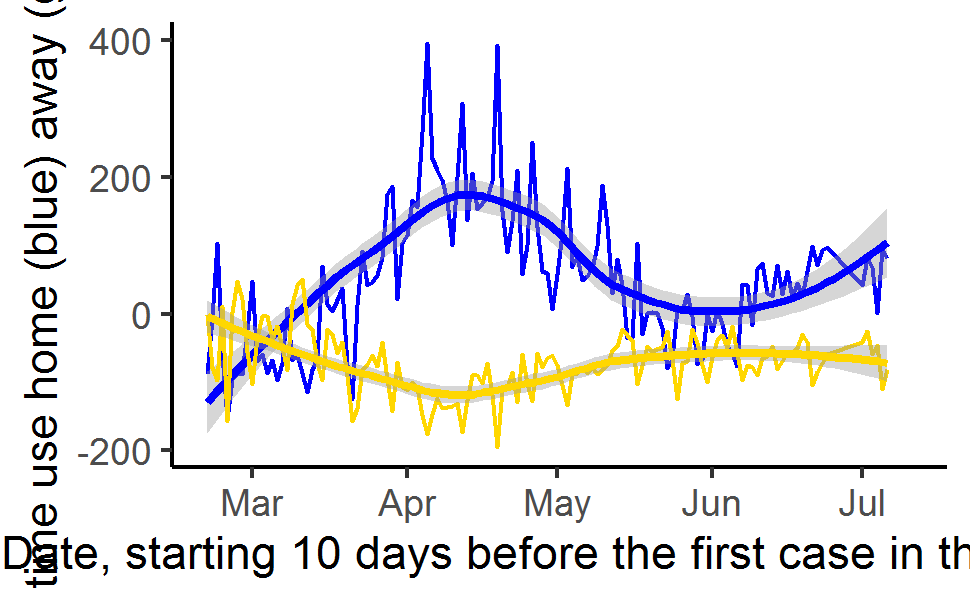 time use home (blue) away (
400
200
0
-200
Mar Apr May Jun Jul
Date, starting 10 days before the first case in th